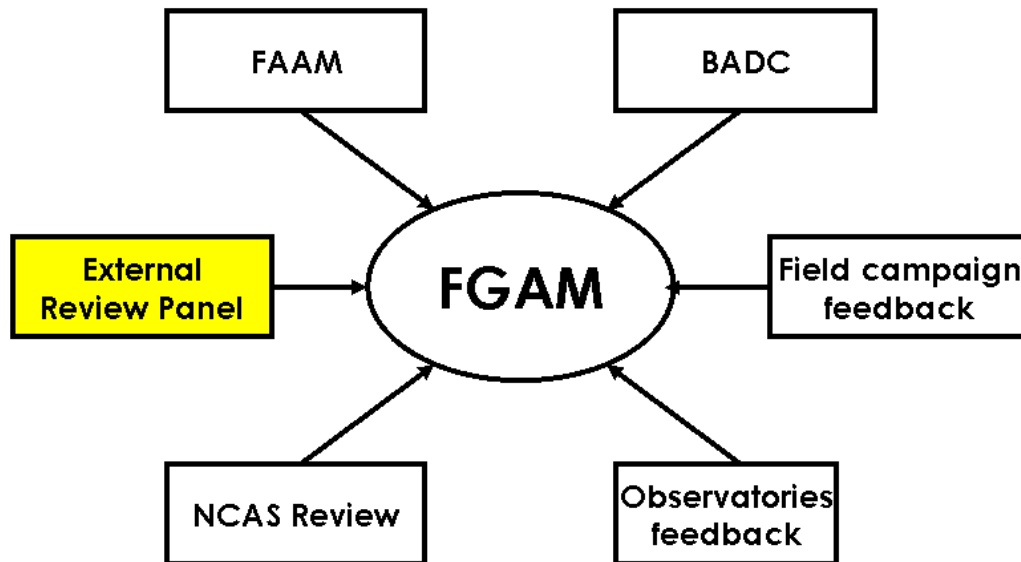 FAAM
BADC
External
Review Panel
FGAM
Field campaign
feedback
NCAS Review
Observatories
feedback